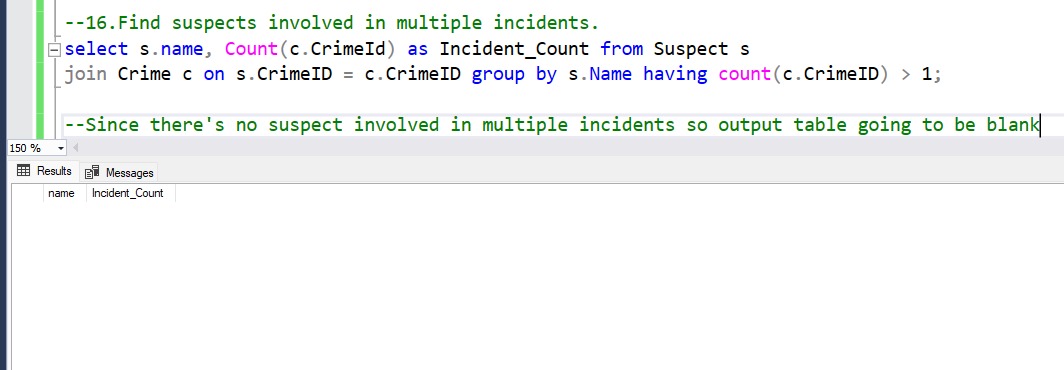 --16.Find suspects involved in multiple incidents.
select s.name, Count(c.CrimeId) as Incident_Count from Suspect s
join Crime c on s.CrimeID = c.CrimeID group by s.Name having count(c.CrimeID) > 1;
--Since there's no suspect involved in multiple incidents so output table going to be blank
150 %
Results Messages
name Incident_Count